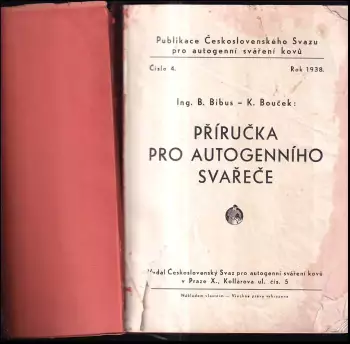 Publikace Československého Svazu
pro autogenní sváření kovů
Číslo 4. Rok 1938.
Ing. B. Bibus – K. Bouček:
PŘÍRUČKA
PRO AUTOGENNÍHO
SVAŘEČE
Vydal Československý Svaz pro autogenní sváření kovů
v Praze X., Kollárova ul. čís. 5
Nákladem vlastním — Všechna práva vyhrazena